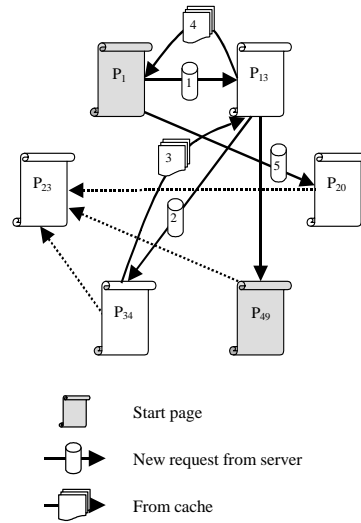 4
P1
P13
1
3
5
P23
P20
2
P34
P49
Start page
New request from server
From cache